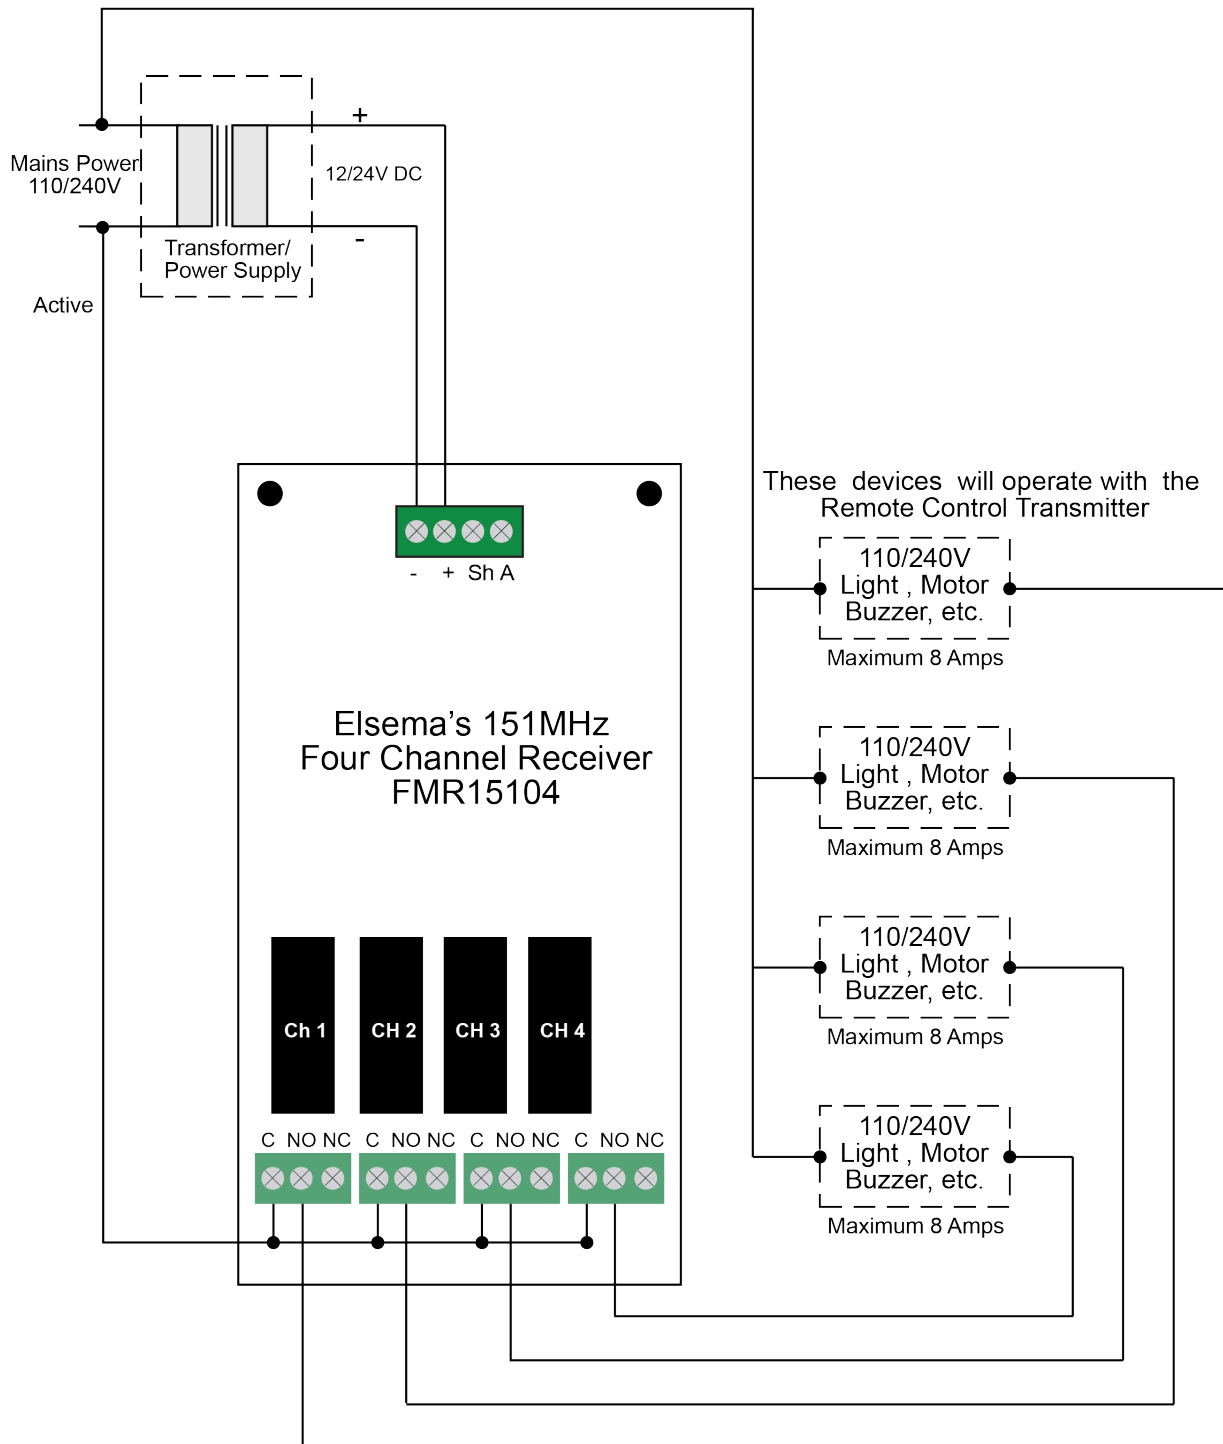 +
Mains Power
110/240V
12/24V DC
-
Transformer/
Power Supply
Active
These devices will operate with the
Remote Control Transmitter
110/240V
Light , Motor
Buzzer, etc.
Maximum 8 Amps
- + Sh A
Elsema's 151MHz
Four Channel Receiver
FMR15104
110/240V
Light , Motor
Buzzer, etc.
Maximum 8 Amps
110/240V
Light , Motor
Buzzer, etc.
Maximum 8 Amps
Ch 1 CH 2 CH 3 CH 4
C NO NC C NO NC C NO NC C NO NC
110/240V
Light , Motor
Buzzer, etc.
Maximum 8 Amps